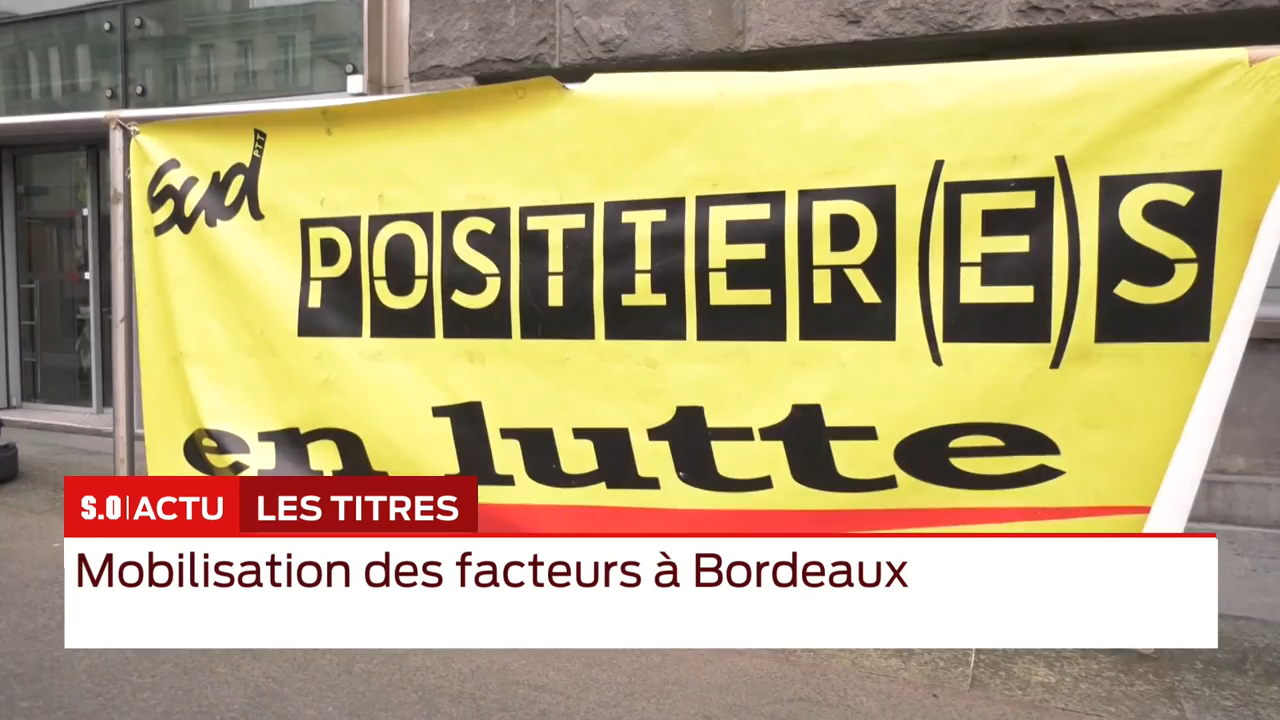 Sud PTT
POSTIER(E)S
en lutte
S.O | ACTU LES TITRES
Mobilisation des facteurs à Bordeaux